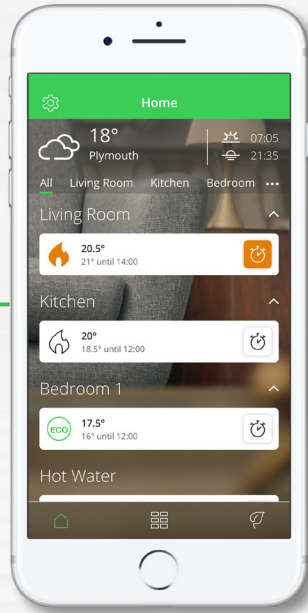 Home
18°
Plymouth
07:05
21:35
All Living Room Kitchen Bedroom •••
Living Room
20.5°
21° until 14:00
Kitchen
20°
18.5° until 12:00
Bedroom 1
ECO
17.5°
16° until 12:00
Hot Water